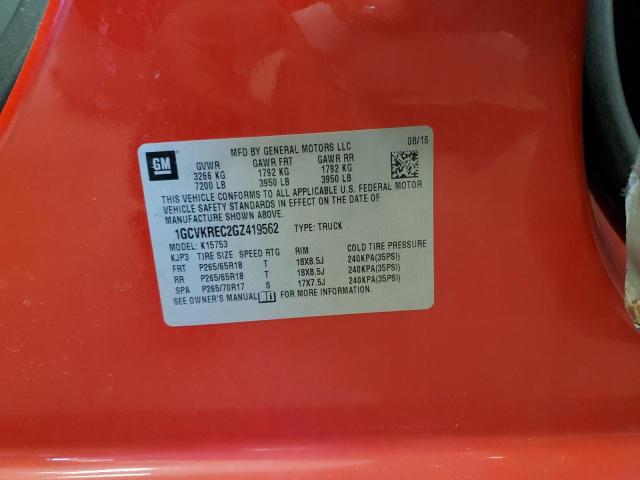 GM
MFD BY GENERAL MOTORS LLC 08/16
GVWR GAWR FRT GAWR RR
3266 KG 1792 KG 1792 KG
7200 LB 3950 LB 3950 LB
THIS VEHICLE CONFORMS TO ALL APPLICABLE U.S. FEDERAL MOTOR
VEHICLE SAFETY STANDARDS IN EFFECT ON THE DATE OF
MANUFACTURE SHOWN ABOVE.
1GCVKREC2GZ419562 TYPE: TRUCK
MODEL: K15753
KJP3 TIRE SIZE SPEED RTG RIM COLD TIRE PRESSURE
FRT P265/65R18 T 18X8.5J 240KPA(35PSI)
RR P265/65R18 T 18X8.5J 240KPA(35PSI)
SPA P265/70R17 S 17X7.5J 240KPA(35PSI)
SEE OWNER'S MANUAL FOR MORE INFORMATION.